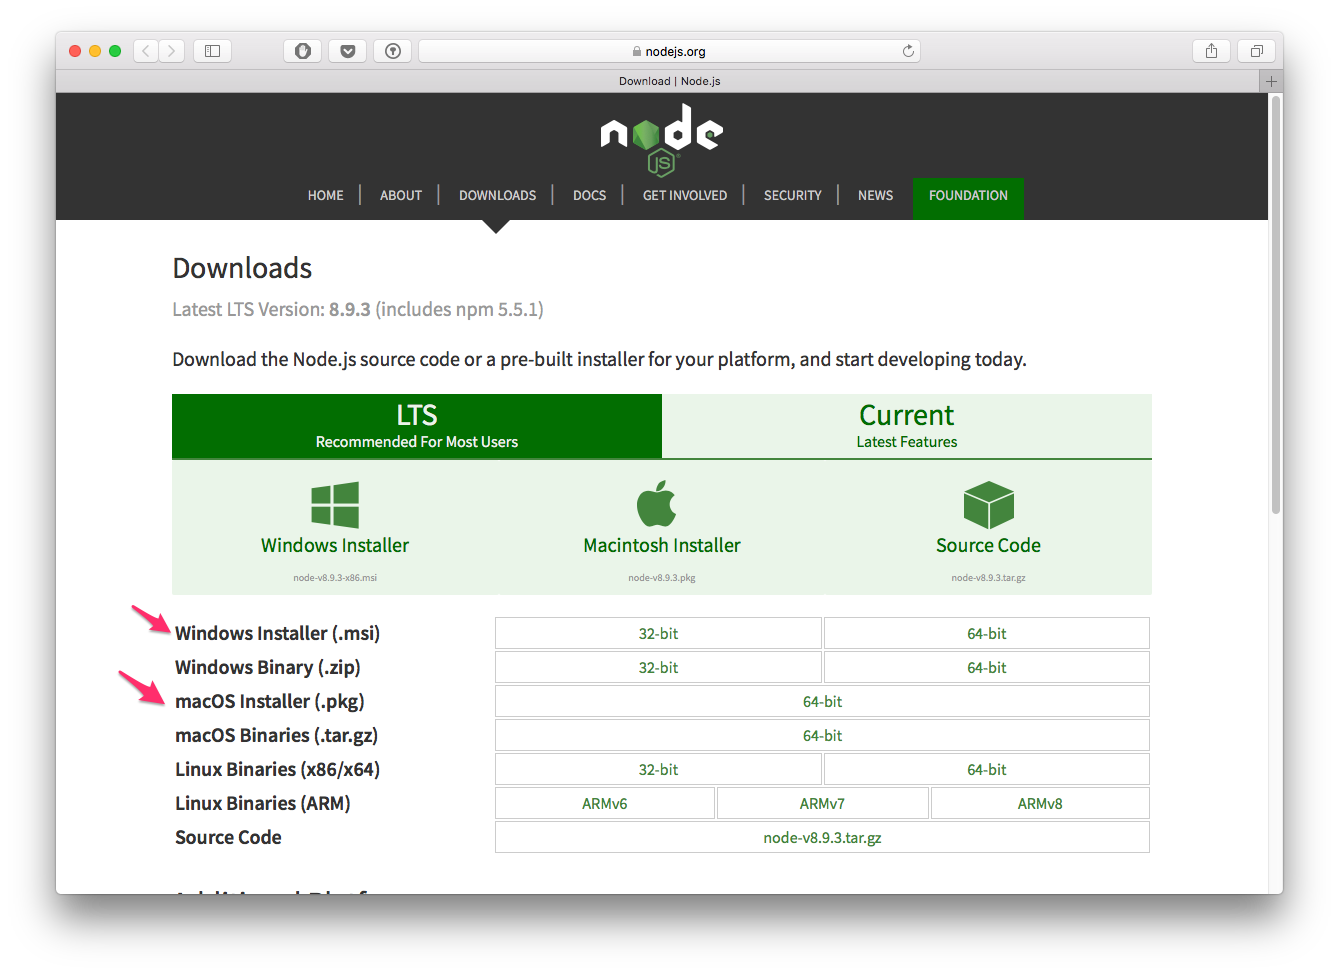 nodejs.org
Download | Node.js
node
JS
HOME | ABOUT | DOWNLOADS | DOCS | GET INVOLVED | SECURITY | NEWS FOUNDATION
Downloads
Latest LTS Version: 8.9.3 (includes npm 5.5.1)
Download the Node.js source code or a pre-built installer for your platform, and start developing today.
LTS Current
Recommended For Most Users Latest Features
Windows Installer Macintosh Installer Source Code
node-v8.9.3-x86.msi node-v8.9.3.pkg node-v8.9.3.tar.gz
Windows Installer (.msi) 32-bit 64-bit
Windows Binary (.zip) 32-bit 64-bit
macOS Installer (.pkg) 64-bit
macOS Binaries (.tar.gz) 64-bit
Linux Binaries (x86/x64) 32-bit 64-bit
Linux Binaries (ARM) ARMv6 ARMv7 ARMv8
Source Code node-v8.9.3.tar.gz